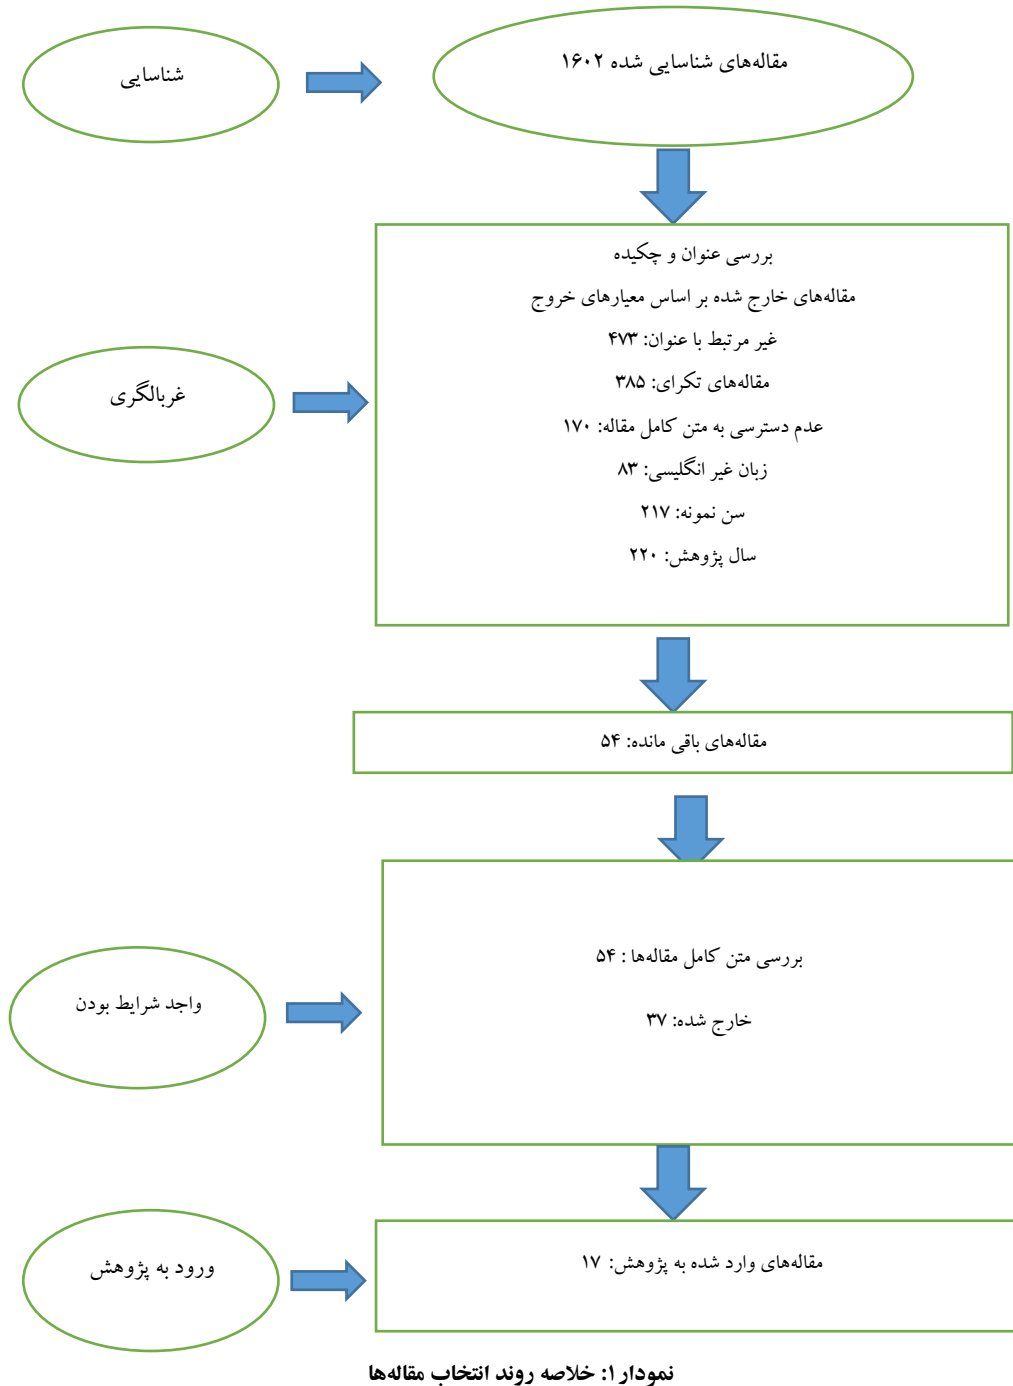 شناسایی
مقاله‌های شناسایی شده ۱۶۰۲
غربالگری
بررسی عنوان و چکیده
مقاله‌های خارج شده بر اساس معیارهای خروج
غیر مرتبط با عنوان: ۴۷۳
مقاله‌های تکرای: ۳۸۵
عدم دسترسی به متن کامل مقاله: ۱۷۰
زبان غیر انگلیسی: ۸۳
سن نمونه: ۲۱۷
سال پژوهش: ۲۲۰
مقاله‌های باقی مانده: ۵۴
واجد شرایط بودن
بررسی متن کامل مقاله‌ها : ۵۴
خارج شده: ۳۷
ورود به پژوهش
مقاله‌های وارد شده به پژوهش: ۱۷
نمودار ۱: خلاصه روند انتخاب مقاله‌ها